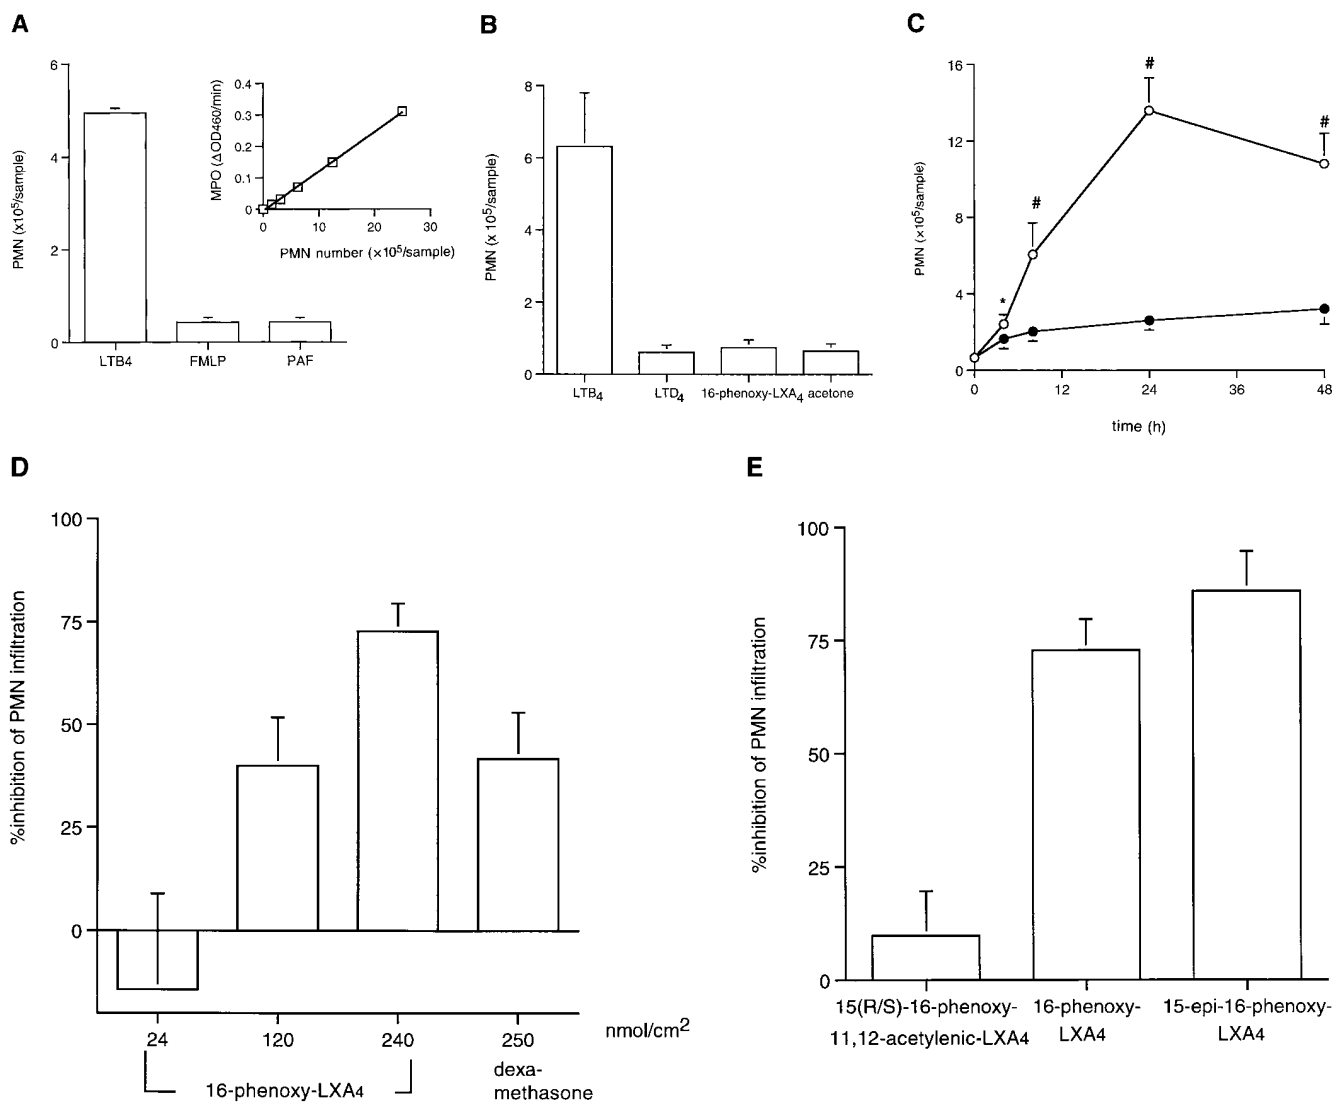 A
PMN (x10⁵/sample)
6
4
2
0
LTB4 FMLP PAF
MPO (ΔOD460/min)
0.4
0.3
0.2
0.1
0
0 10 20 30
PMN number (×10⁵/sample)
B
PMN (x 10⁵/sample)
8
6
4
2
0
LTB₄ LTD₄ 16-phenoxy-LXA₄ acetone
C
PMN (×10⁵/sample)
16
12
8
4
0
*
#
#
#
0 12 24 36 48
time (h)
D
%inhibition of PMN infiltration
100
75
50
25
0
24 120 240 250 nmol/cm²
16-phenoxy-LXA4
dexa-
methasone
E
%inhibition of PMN infiltration
100
75
50
25
0
15(R/S)-16-phenoxy-
11,12-acetylenic-LXA4
16-phenoxy-
LXA4
15-epi-16-phenoxy-
LXA4